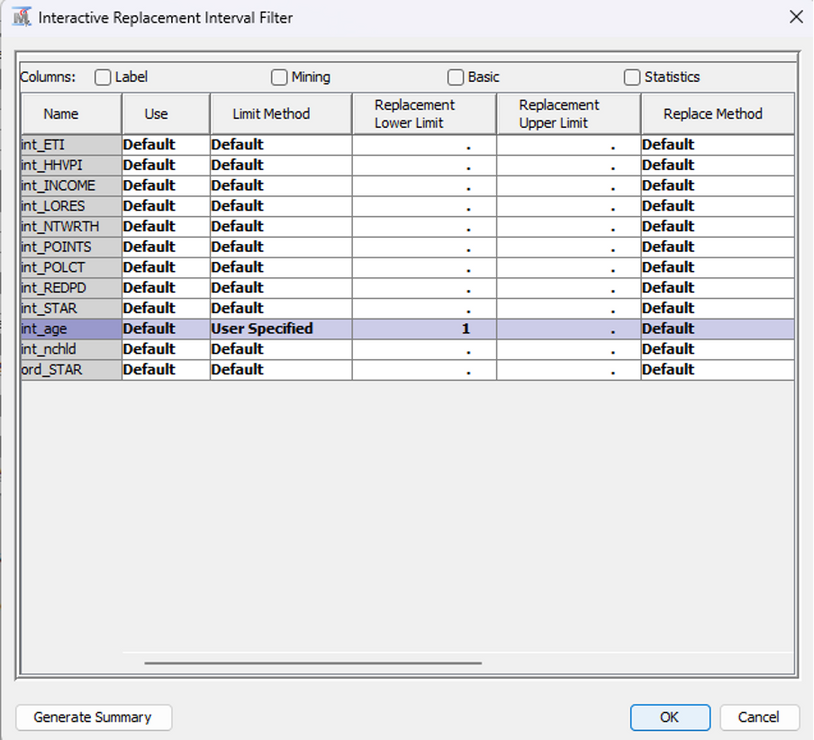 Interactive Replacement Interval Filter
Columns: Label Mining Basic Statistics
Name Use Limit Method Replacement Lower Limit Replacement Upper Limit Replace Method
int_ETI Default Default . . Default
int_HHVPI Default Default . . Default
int_INCOME Default Default . . Default
int_LORES Default Default . . Default
int_NTWRTH Default Default . . Default
int_POINTS Default Default . . Default
int_POLCT Default Default . . Default
int_REDPD Default Default . . Default
int_STAR Default Default . . Default
int_age Default User Specified 1 . Default
int_nchld Default Default . . Default
ord_STAR Default Default . . Default
Generate Summary OK Cancel